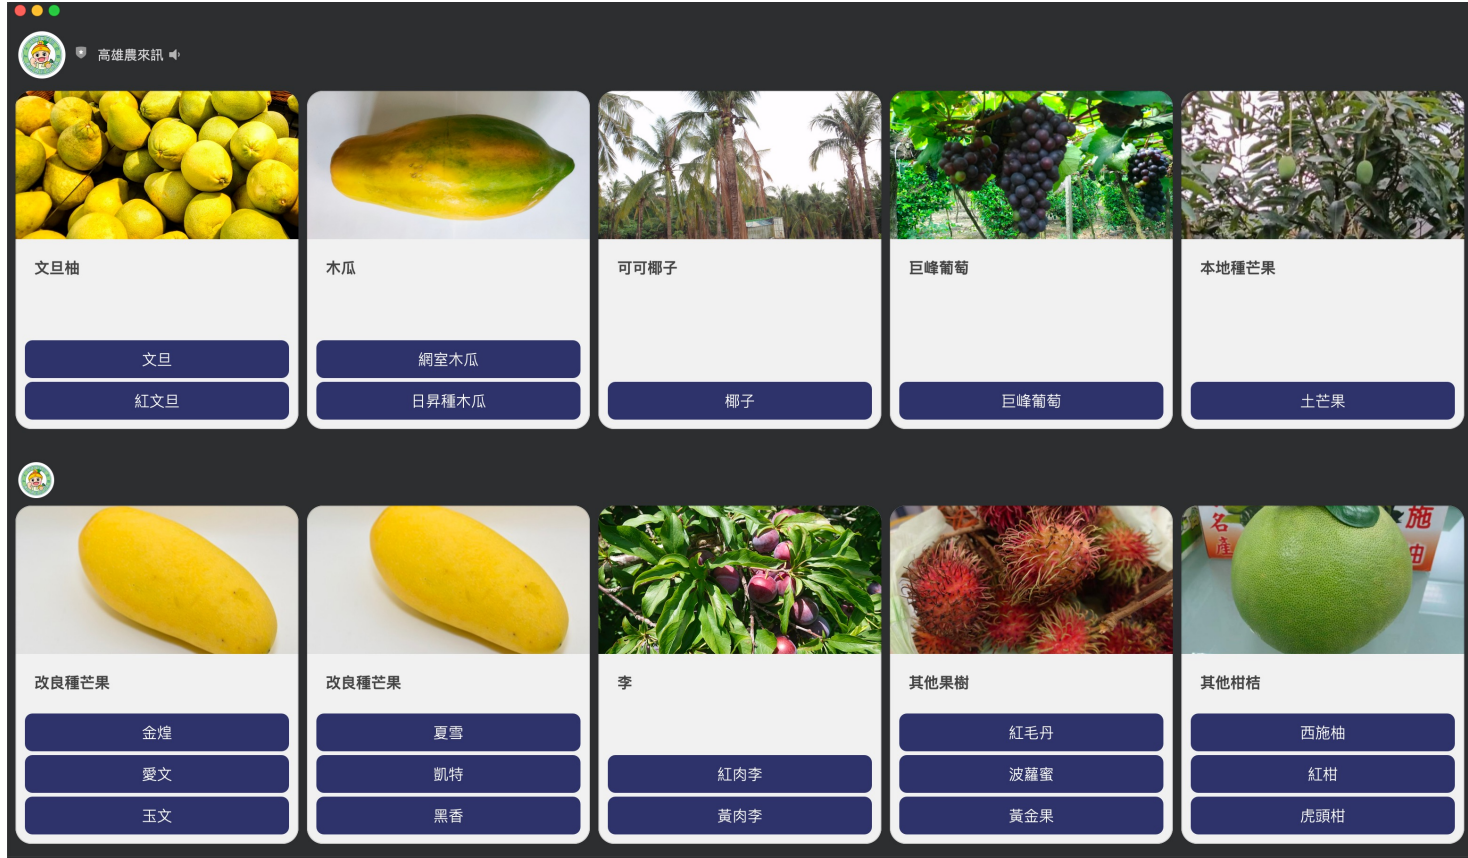 高雄農來訊
文旦柚
文旦
紅文旦
木瓜
網室木瓜
日昇種木瓜
可可椰子
椰子
巨峰葡萄
巨峰葡萄
本地種芒果
土芒果
改良種芒果
金煌
愛文
玉文
改良種芒果
夏雪
凱特
黑香
李
紅肉李
黃肉李
其他果樹
紅毛丹
波蘿蜜
黃金果
名產
施
其他柑桔
西施柚
紅柑
虎頭柑